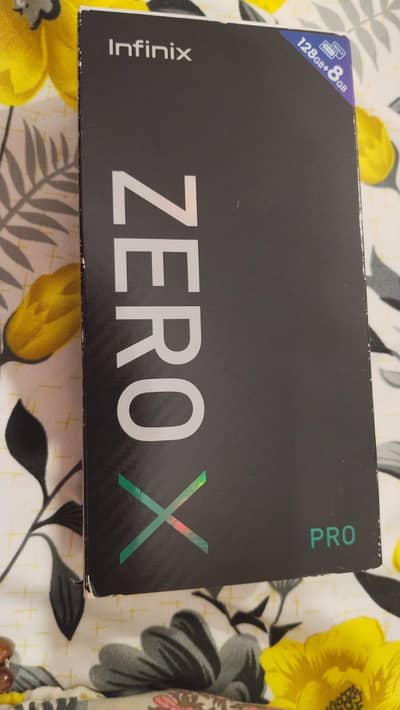 Infinix
128GB+8GB
ZERO X
PRO